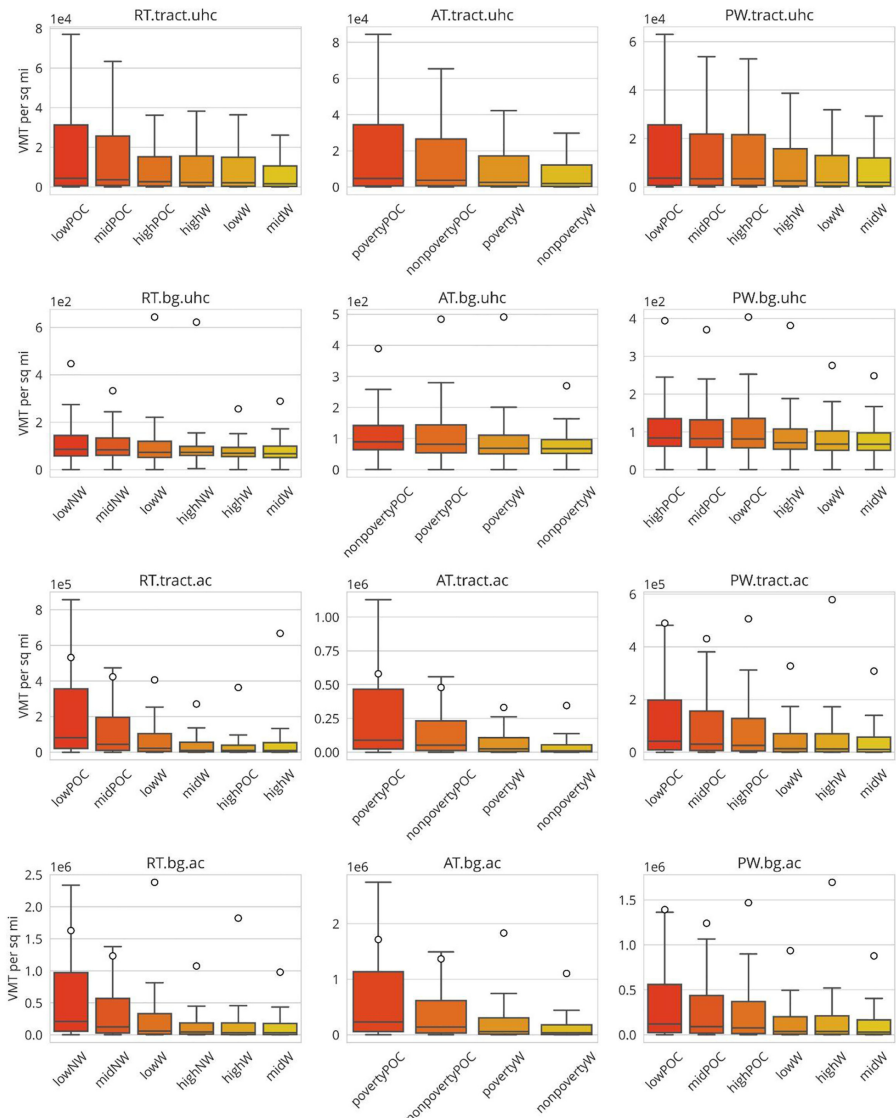 RT.tract.uhc
AT.tract.uhc
PW.tract.uhc
1e4
1e4
1e4
VMT per sq mi
8
6
4
2
0
8
6
4
2
0
6
4
2
0
lowPOC
midPOC
highPOC
highW
lowW
midW
povertyPOC
nonpovertyPOC
povertyW
nonpovertyW
lowPOC
midPOC
highPOC
highW
lowW
midW
RT.bg.uhc
AT.bg.uhc
PW.bg.uhc
1e2
1e2
1e2
VMT per sq mi
6
4
2
0
5
4
3
2
1
0
4
3
2
1
0
lowNW
midNW
lowW
highNW
highW
midW
nonpovertyPOC
povertyPOC
povertyW
nonpovertyW
highPOC
midPOC
lowPOC
highW
lowW
midW
RT.tract.ac
AT.tract.ac
PW.tract.ac
1e5
1e6
1e5
VMT per sq mi
8
6
4
2
0
1.00
0.75
0.50
0.25
0.00
6
4
2
0
lowPOC
midPOC
lowW
midW
highPOC
highW
povertyPOC
nonpovertyPOC
povertyW
nonpovertyW
lowPOC
midPOC
highPOC
lowW
highW
midW
RT.bg.ac
AT.bg.ac
PW.bg.ac
1e6
1e6
1e6
VMT per sq mi
2.5
2.0
1.5
1.0
0.5
0.0
2
1
0
1.5
1.0
0.5
0.0
lowNW
midNW
lowW
highNW
highW
midW
povertyPOC
nonpovertyPOC
povertyW
nonpovertyW
lowPOC
midPOC
highPOC
lowW
highW
midW